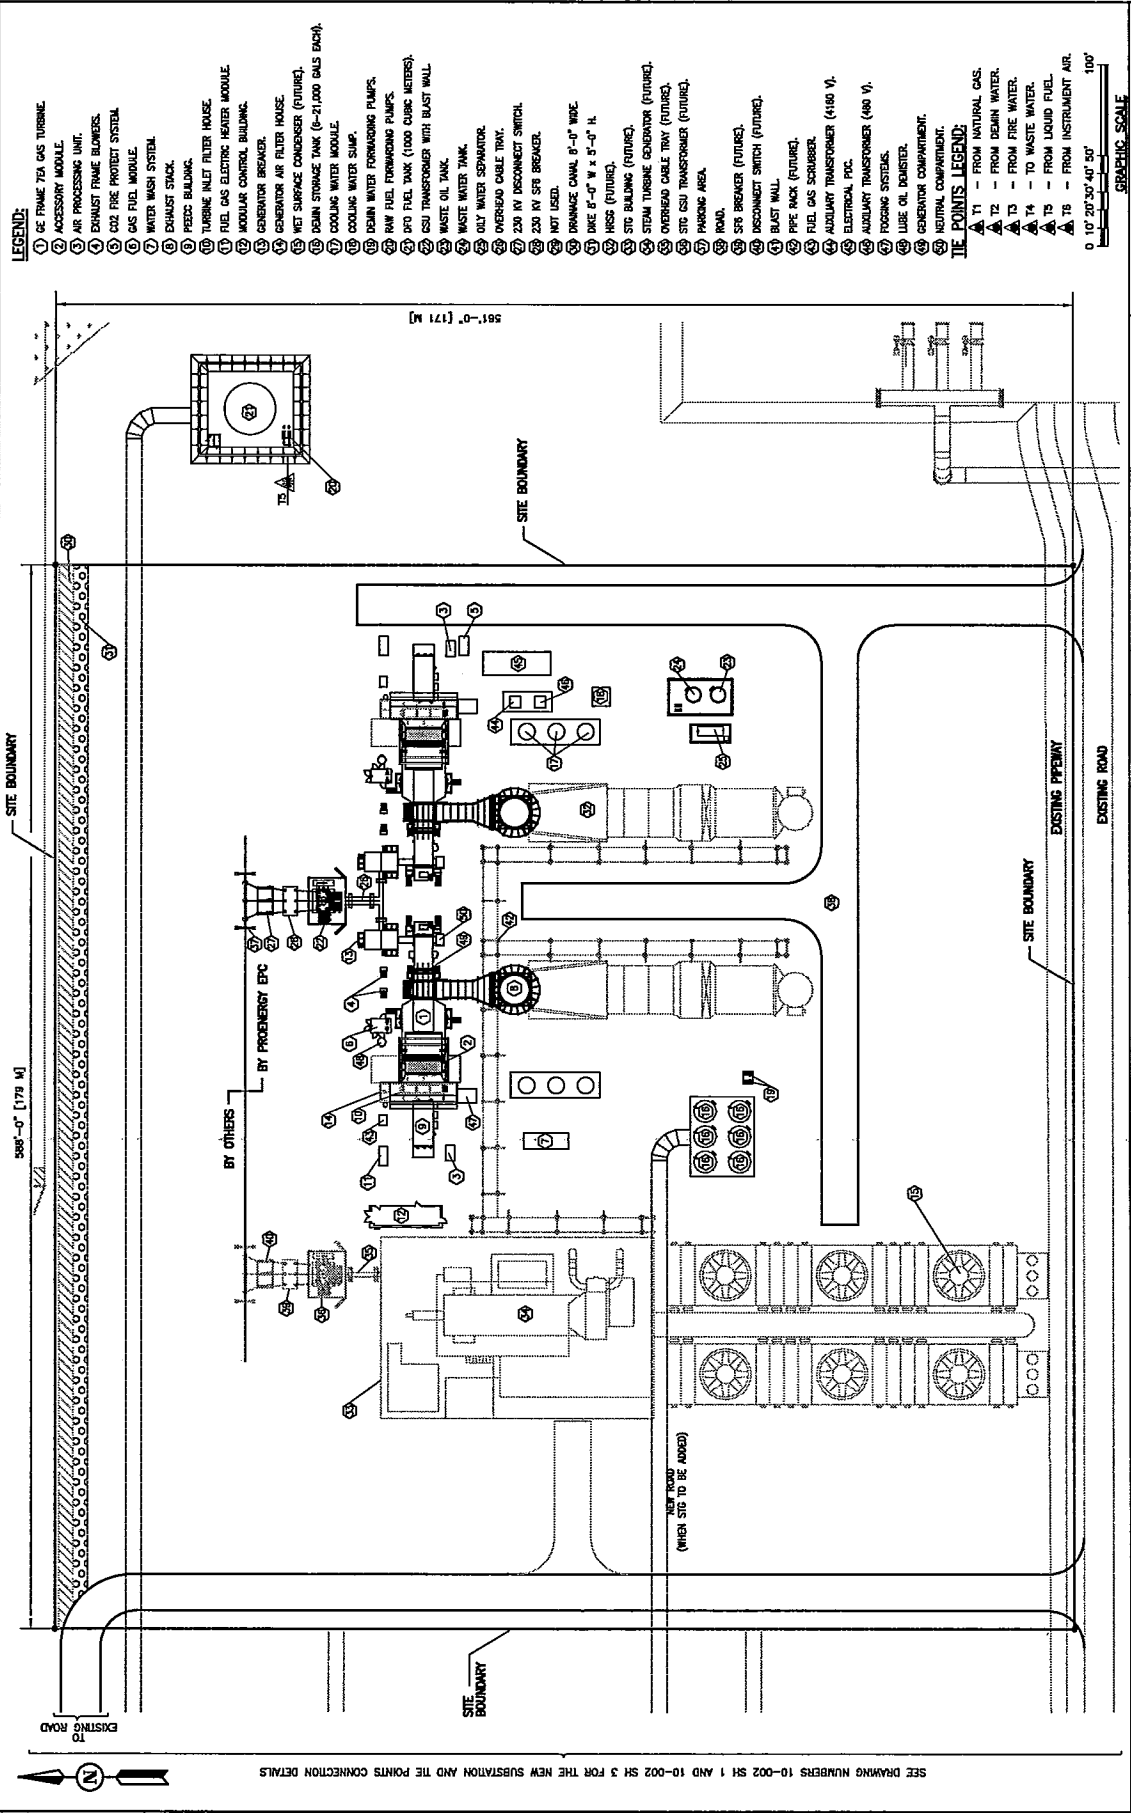 LEGEND:
1 GE FRAME 7EA GAS TURBINE.
2 ACCESSORY MODULE.
3 AIR PROCESSING UNIT.
4 EXHAUST FRAME BLOWERS.
5 CO2 FIRE PROTECT SYSTEM.
6 GAS FUEL MODULE.
7 WATER WASH SYSTEM.
8 EXHAUST STACK.
9 PEECC BUILDING.
10 TURBINE INLET FILTER HOUSE.
11 FUEL GAS ELECTRIC HEATER MODULE.
12 MODULAR CONTROL BUILDING.
13 GENERATOR BREAKER.
14 GENERATOR AIR FILTER HOUSE.
15 WET SURFACE CONDENSER (FUTURE).
16 DEMIN STORAGE TANK (6-21,000 GALS EACH).
17 COOLING WATER MODULE.
18 COOLING WATER SUMP.
19 DEMIN WATER FORWARDING PUMPS.
20 RAW FUEL FORWARDING PUMPS.
21 DFO FUEL TANK (1000 CUBIC METERS).
22 GSU TRANSFORMER WITH BLAST WALL.
23 WASTE OIL TANK.
24 WASTE WATER TANK.
25 OILY WATER SEPARATOR.
26 OVERHEAD CABLE TRAY.
27 230 KV DISCONNECT SWITCH.
28 230 KV SF6 BREAKER.
29 NOT USED.
30 DRAINAGE CANAL 8'-0" WIDE.
31 DIKE 8'-0" W x 5'-0" H.
32 HRSG (FUTURE).
33 STG BUILDING (FUTURE).
34 STEAM TURBINE GENERATOR (FUTURE).
35 OVERHEAD CABLE TRAY (FUTURE).
36 STG GSU TRANSFORMER (FUTURE).
37 PARKING AREA.
38 ROAD.
39 SF6 BREAKER (FUTURE).
40 DISCONNECT SWITCH (FUTURE).
41 BLAST WALL.
42 PIPE RACK (FUTURE).
43 FUEL GAS SCRUBBER.
44 AUXILIARY TRANSFORMER (4160 V).
45 ELECTRICAL PDC.
46 AUXILIARY TRANSFORMER (480 V).
47 FOGGING SYSTEMS.
48 LUBE OIL DEMISTER.
49 GENERATOR COMPARTMENT.
50 NEUTRAL COMPARTMENT.
TIE POINTS LEGEND:
T1 - FROM NATURAL GAS.
T2 - FROM DEMIN WATER.
T3 - FROM FIRE WATER.
T4 - TO WASTE WATER.
T5 - FROM LIQUID FUEL.
T6 - FROM INSTRUMENT AIR.
0 10' 20' 30' 40' 50' 100'
GRAPHIC SCALE
588'-0" [179 M]
561'-0" [171 M]
SITE BOUNDARY
SITE BOUNDARY
SITE BOUNDARY
SITE
BOUNDARY
BY OTHERS
BY PROENERGY EPC
T5
EXISTING PIPEWAY
EXISTING ROAD
NEW ROAD
(WHEN STG TO BE ADDED)
TO
EXISTING ROAD
N
SEE DRAWING NUMBERS 10-002 SH 1 AND 10-002 SH 3 FOR THE NEW SUBSTATION AND TIE POINTS CONNECTION DETAILS